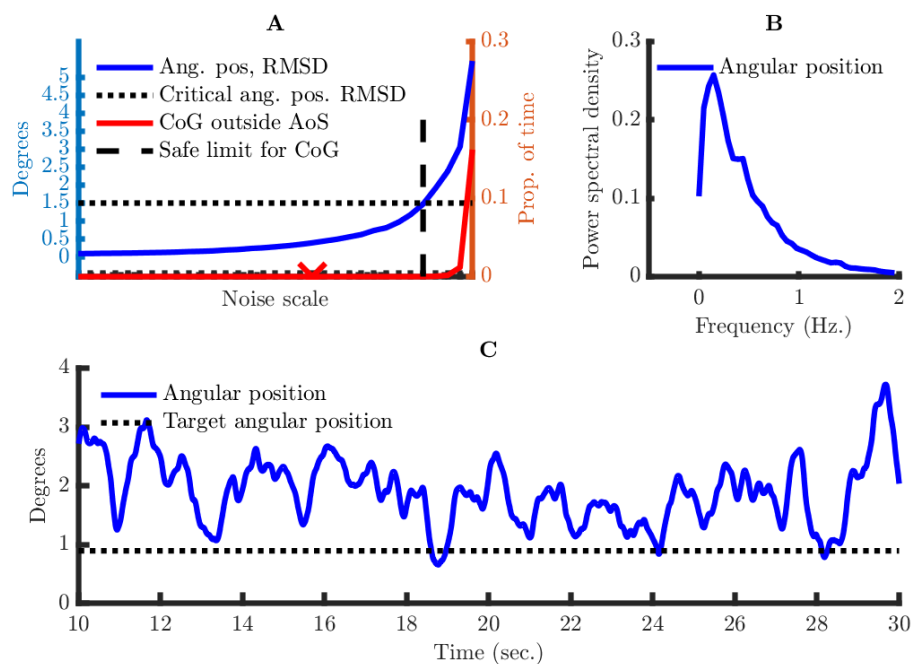 A
B
Ang. pos, RMSD
Critical ang. pos. RMSD
CoG outside AoS
Safe limit for CoG
Degrees
5
4.5
4
3.5
3
2.5
2
1.5
1
0.5
0
0.3
0.2
0.1
0
Prop. of time
Noise scale
Power spectral density
0.3
0.2
0.1
0
Angular position
0
1
2
Frequency (Hz.)
C
Angular position
Target angular position
Degrees
4
3
2
1
0
10
12
14
16
18
20
22
24
26
28
30
Time (sec.)